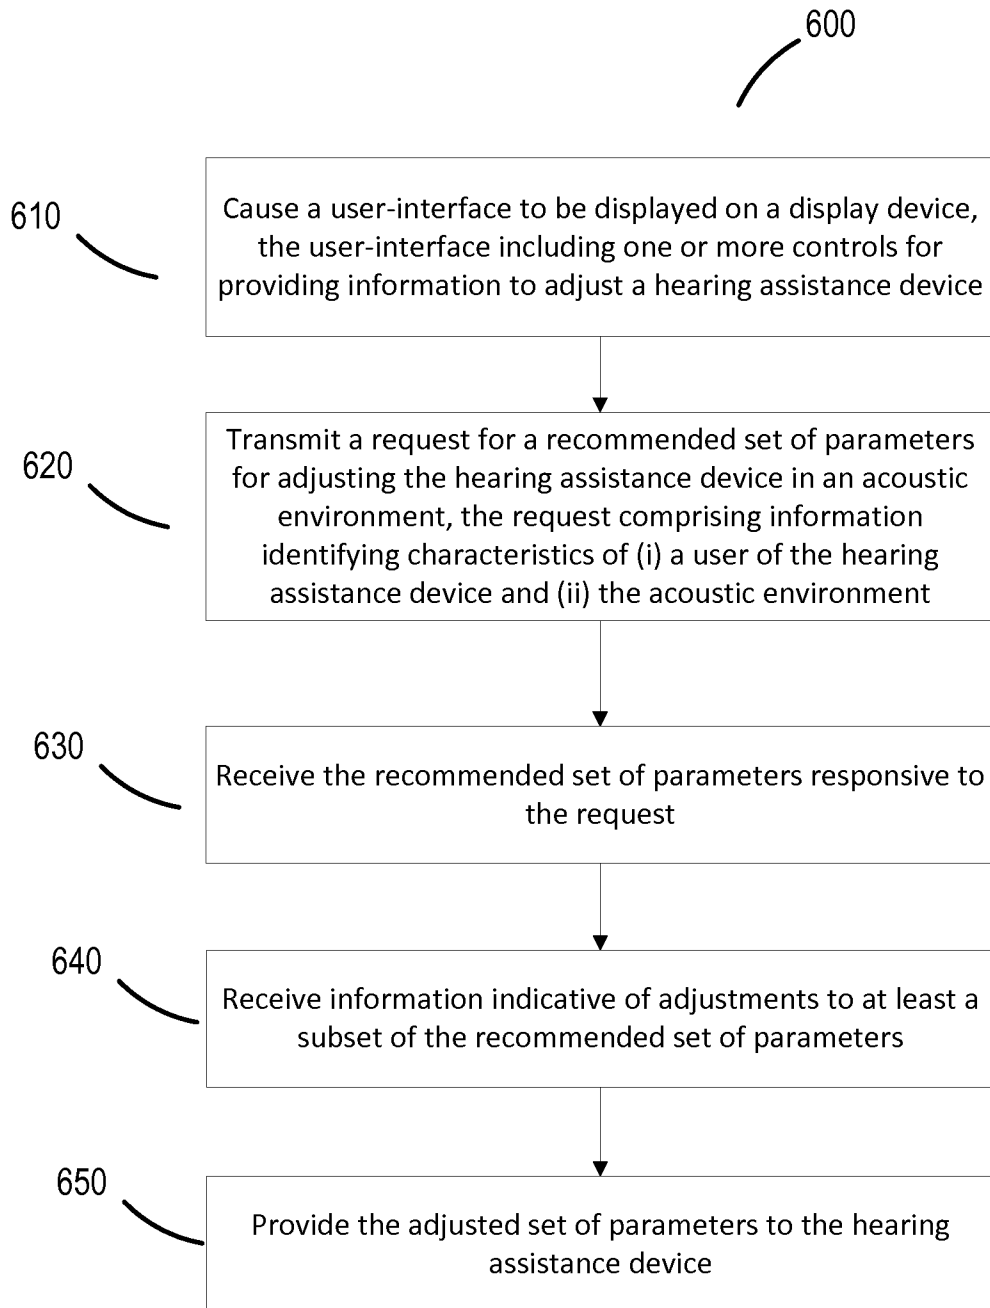 600
610
Cause a user-interface to be displayed on a display device,
the user-interface including one or more controls for
providing information to adjust a hearing assistance device
620
Transmit a request for a recommended set of parameters
for adjusting the hearing assistance device in an acoustic
environment, the request comprising information
identifying characteristics of (i) a user of the hearing
assistance device and (ii) the acoustic environment
630
Receive the recommended set of parameters responsive to
the request
640
Receive information indicative of adjustments to at least a
subset of the recommended set of parameters
650
Provide the adjusted set of parameters to the hearing
assistance device